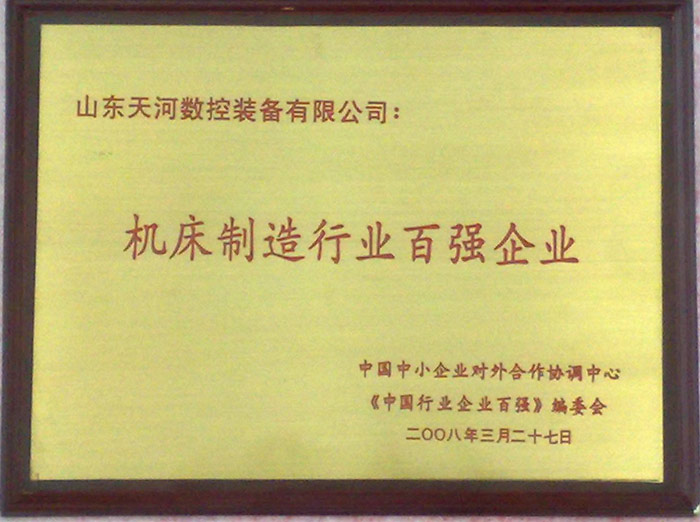 山东天河数控装备有限公司：
机床制造行业百强企业
中国中小企业对外合作协调中心
《中国行业企业百强》编委会
二〇〇八年三月二十七日